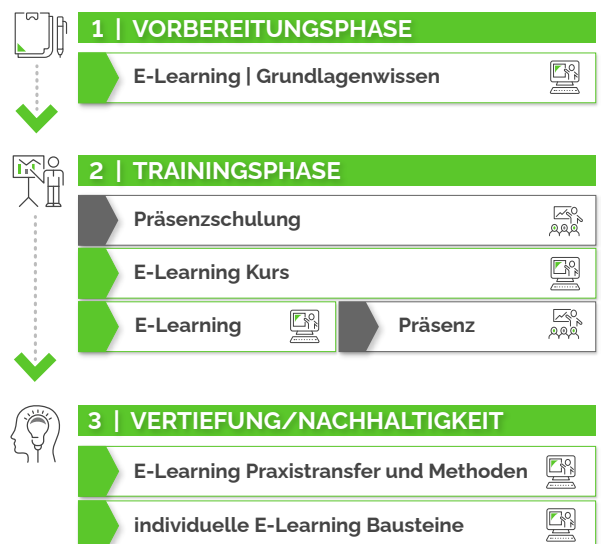 1 | VORBEREITUNGSPHASE
E-Learning | Grundlagenwissen
2 | TRAININGSPHASE
Präsenzschulung
E-Learning Kurs
E-Learning Präsenz
3 | VERTIEFUNG/NACHHALTIGKEIT
E-Learning Praxistransfer und Methoden
individuelle E-Learning Bausteine